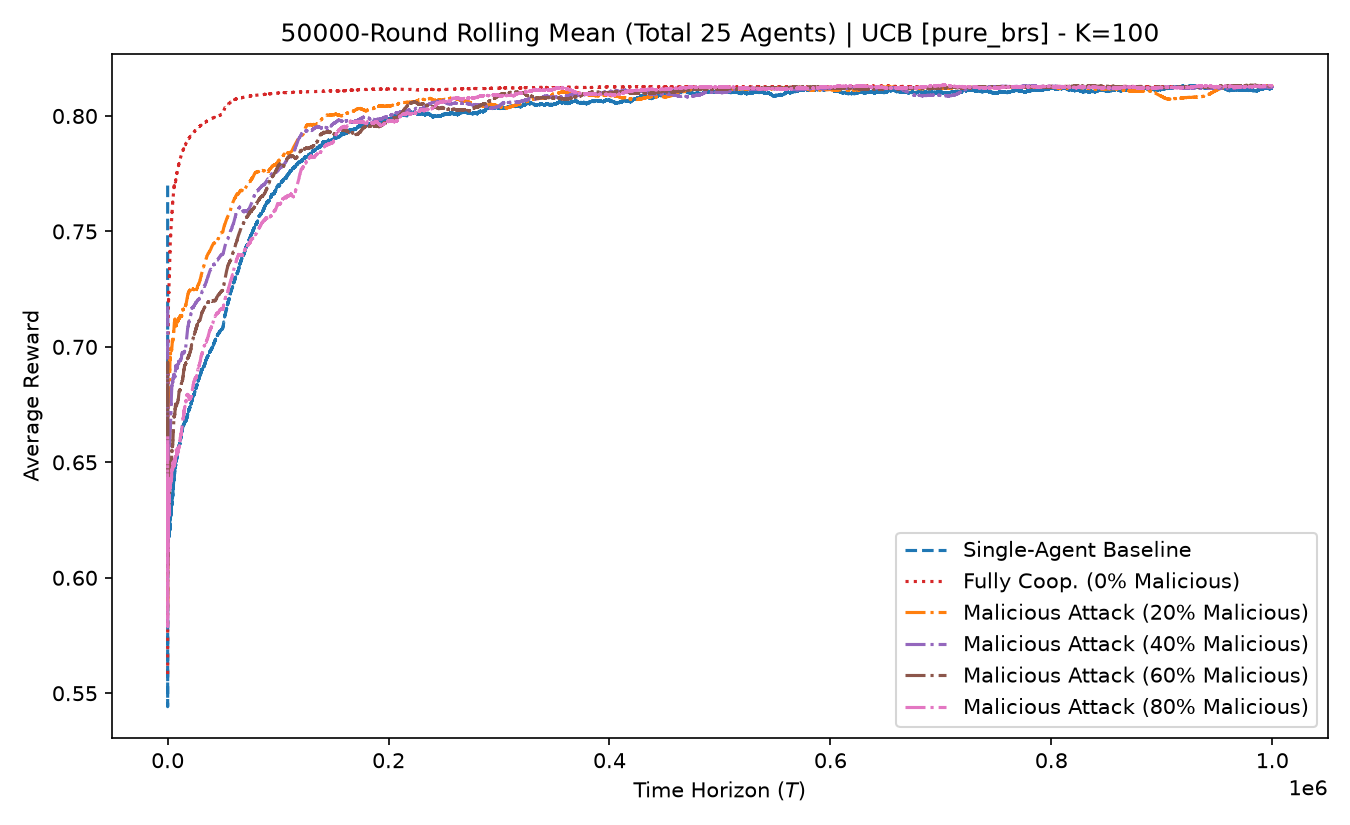 50000-Round Rolling Mean (Total 25 Agents) | UCB [pure_brs] - K=100
Average Reward
0.80
0.75
0.70
0.65
0.60
0.55
Single-Agent Baseline
Fully Coop. (0% Malicious)
Malicious Attack (20% Malicious)
Malicious Attack (40% Malicious)
Malicious Attack (60% Malicious)
Malicious Attack (80% Malicious)
0.0 0.2 0.4 0.6 0.8 1.0
1e6
Time Horizon (T)